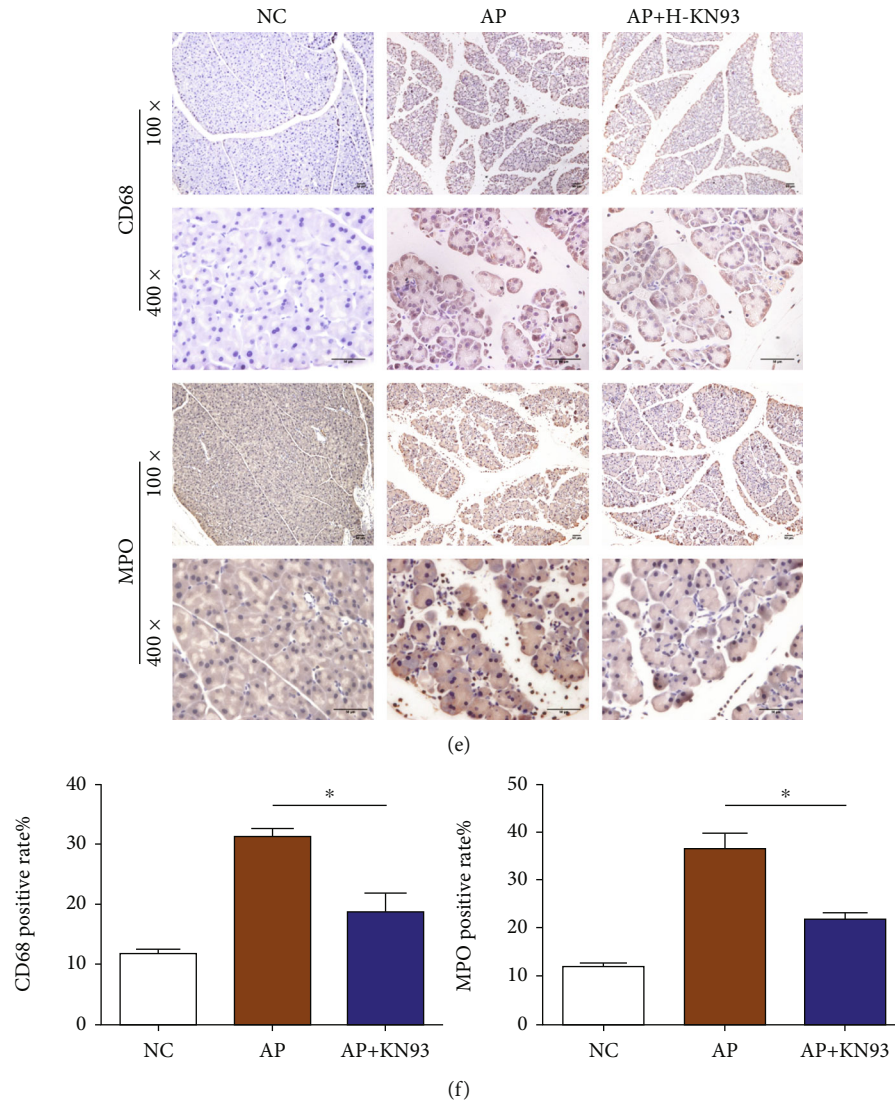 NC AP AP+H-KN93
CD68
100 ×
400 ×
MPO
100 ×
400 ×
(e)
CD68 positive rate%
40
30
20
10
0
*
NC AP AP+KN93
MPO positive rate%
50
40
30
20
10
0
*
NC AP AP+KN93
(f)